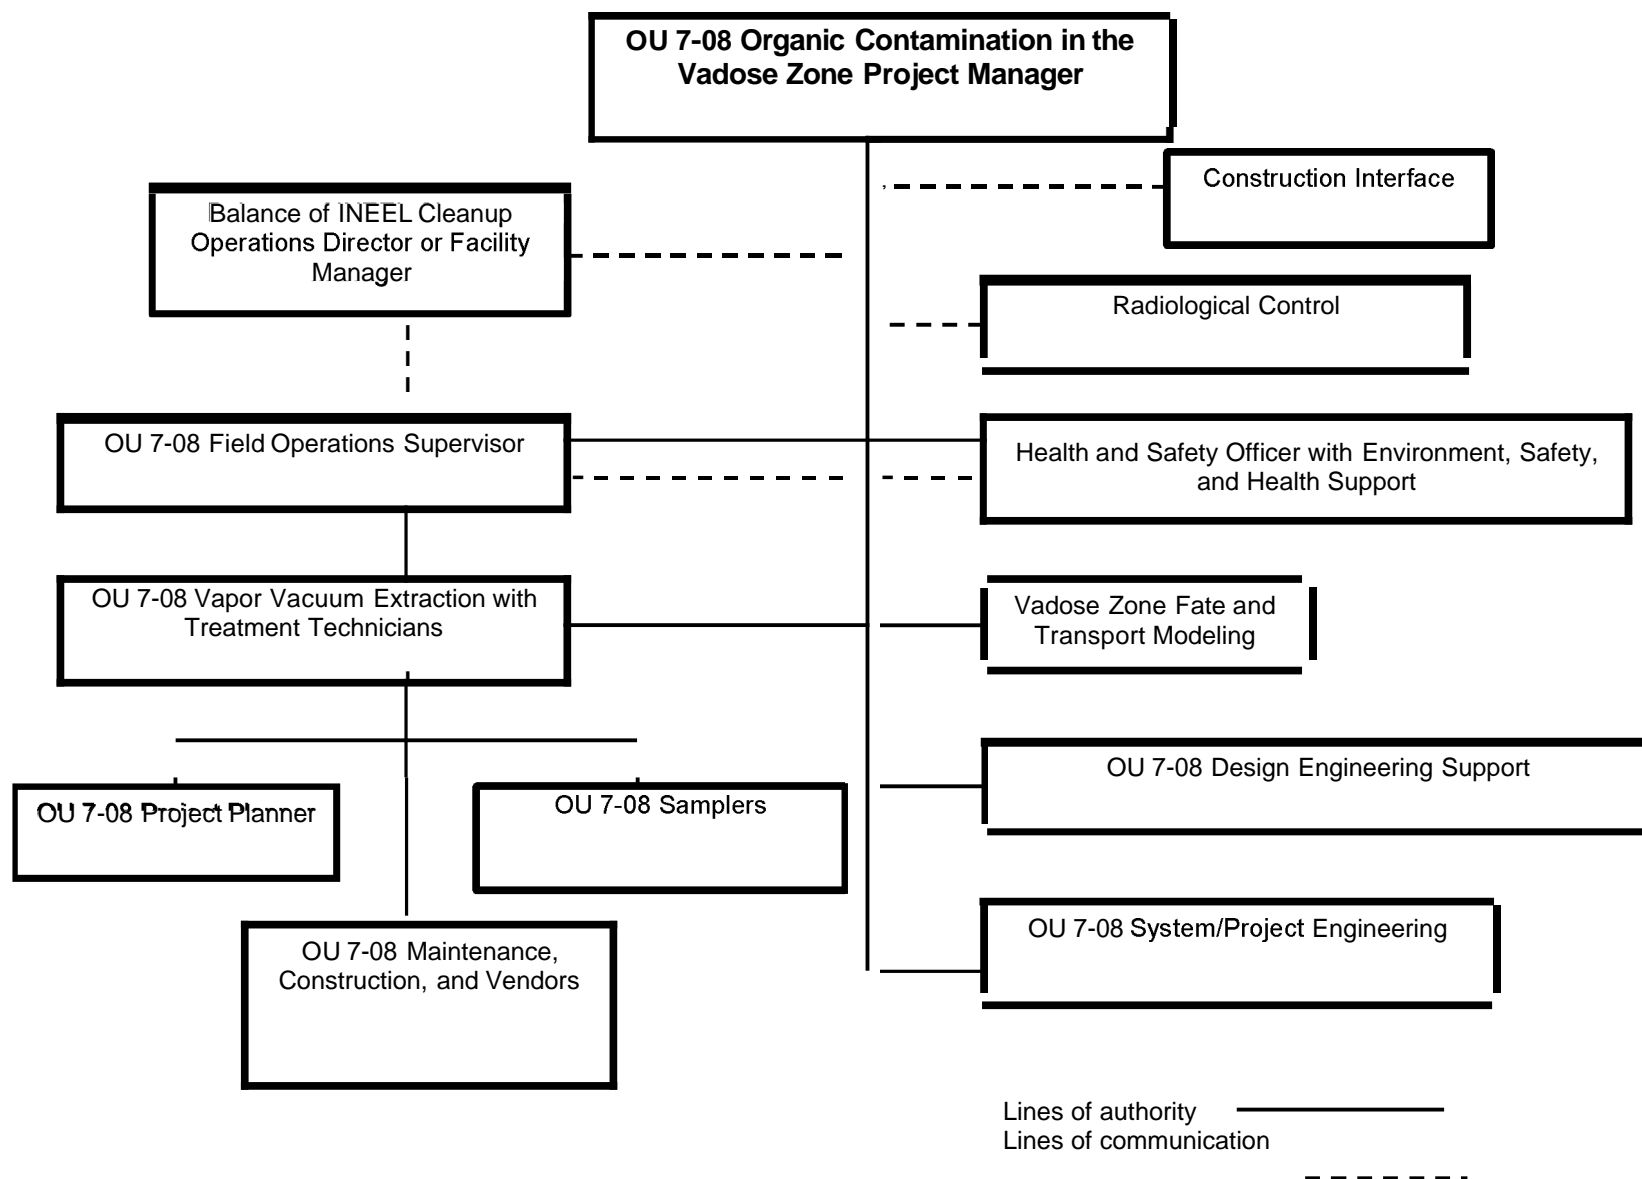 OU 7-08 Organic Contamination in the
Vadose Zone Project Manager
Construction Interface
Balance of INEEL Cleanup
Operations Director or Facility
Manager
Radiological Control
OU 7-08 Field Operations Supervisor
Health and Safety Officer with Environment, Safety,
and Health Support
OU 7-08 Vapor Vacuum Extraction with
Treatment Technicians
Vadose Zone Fate and
Transport Modeling
OU 7-08 Design Engineering Support
OU 7-08 Project Planner
OU 7-08 Samplers
OU 7-08 System/Project Engineering
OU 7-08 Maintenance,
Construction, and Vendors
Lines of authority
Lines of communication